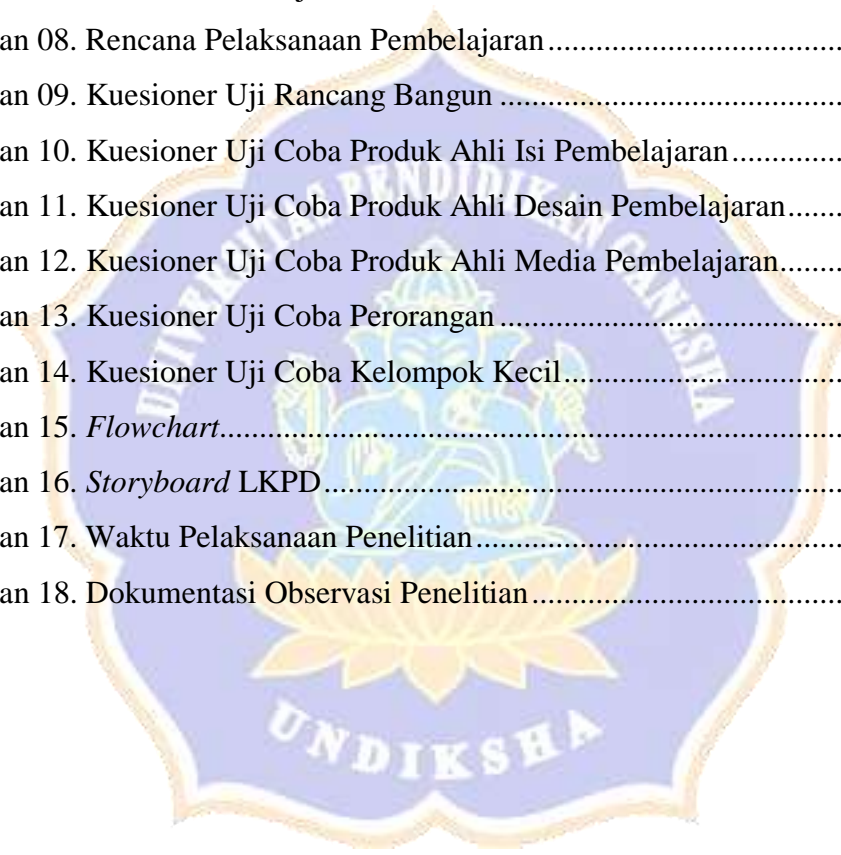 an 08. Rencana Pelaksanaan Pembelajaran
an 09. Kuesioner Uji Rancang Bangun
an 10. Kuesioner Uji Coba Produk Ahli Isi Pembelajaran
an 11. Kuesioner Uji Coba Produk Ahli Desain Pembelajaran
an 12. Kuesioner Uji Coba Produk Ahli Media Pembelajaran
an 13. Kuesioner Uji Coba Perorangan
an 14. Kuesioner Uji Coba Kelompok Kecil
an 15. Flowchart
an 16. Storyboard LKPD
an 17. Waktu Pelaksanaan Penelitian
an 18. Dokumentasi Observasi Penelitian
UNIVERSITAS PENDIDIKAN GANESHA
UNDIKSHA